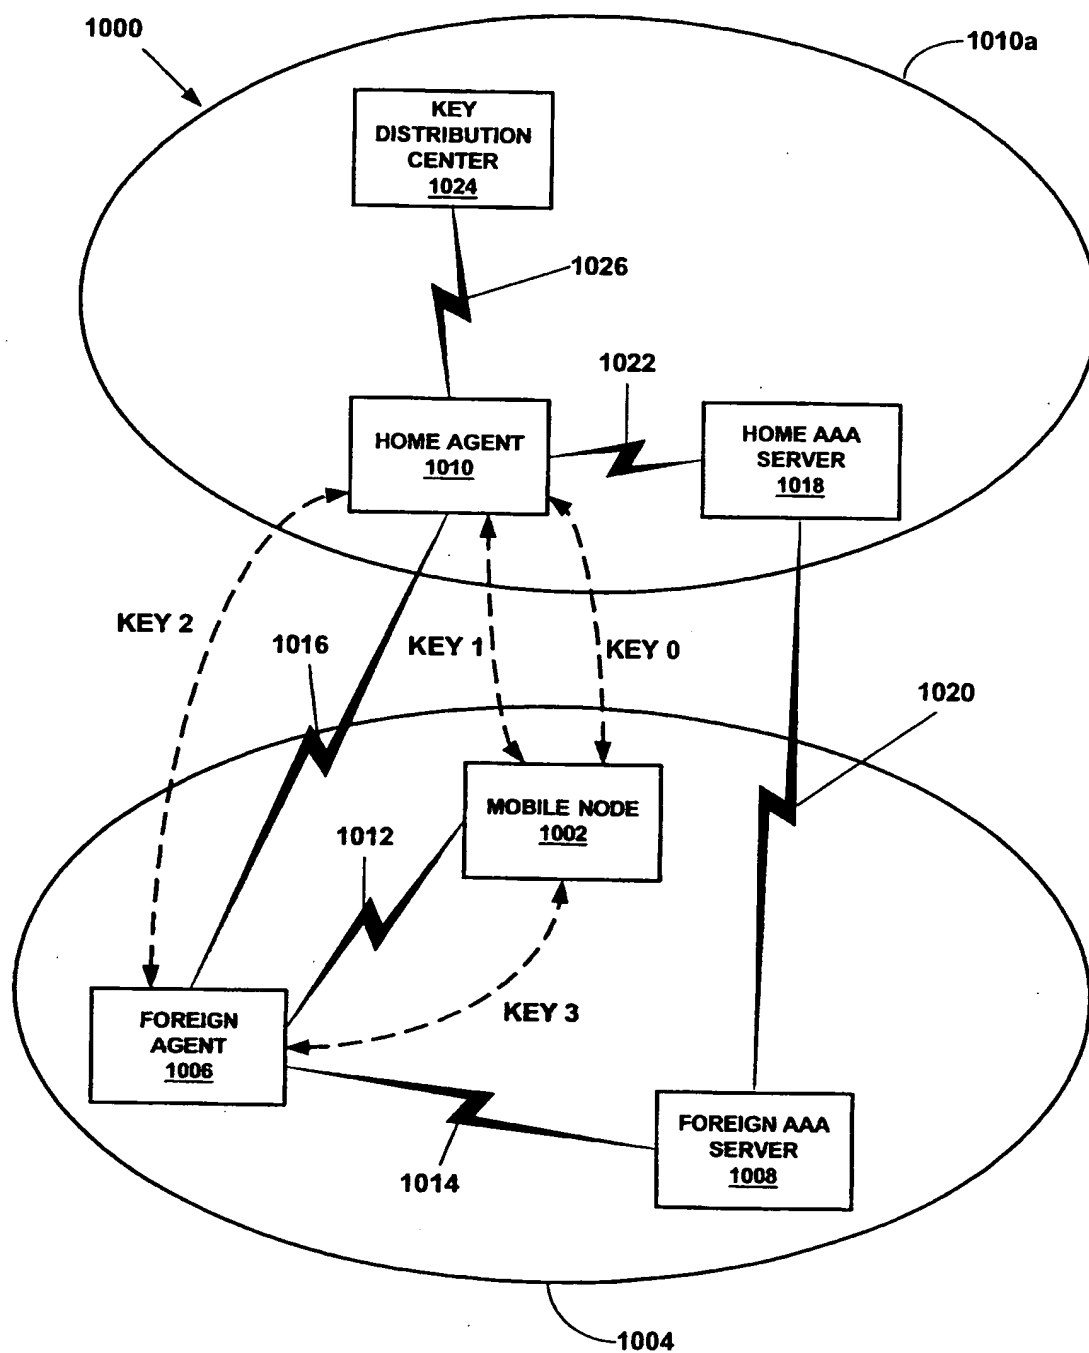 1000
1010a
KEY
DISTRIBUTION
CENTER
1024
1026
1022
HOME AGENT
1010
HOME AAA
SERVER
1018
KEY 2
1016
KEY 1
KEY 0
1020
MOBILE NODE
1002
1012
KEY 3
FOREIGN
AGENT
1006
FOREIGN AAA
SERVER
1008
1014
1004